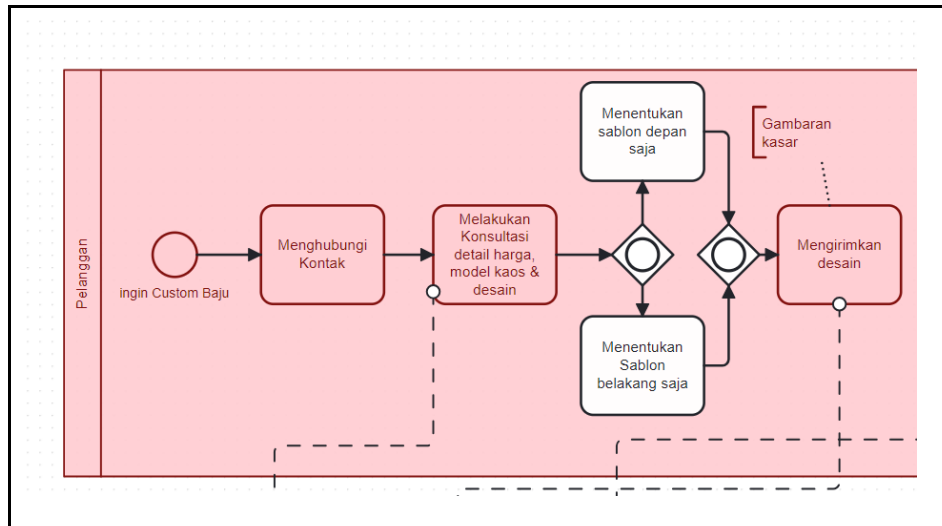 Pelanggan
ingin Custom Baju
Menghubungi
Kontak
Melakukan
Konsultasi
detail harga,
model kaos &
desain
Menentukan
sablon depan
saja
Menentukan
Sablon
belakang saja
Gambaran
kasar
Mengirimkan
desain